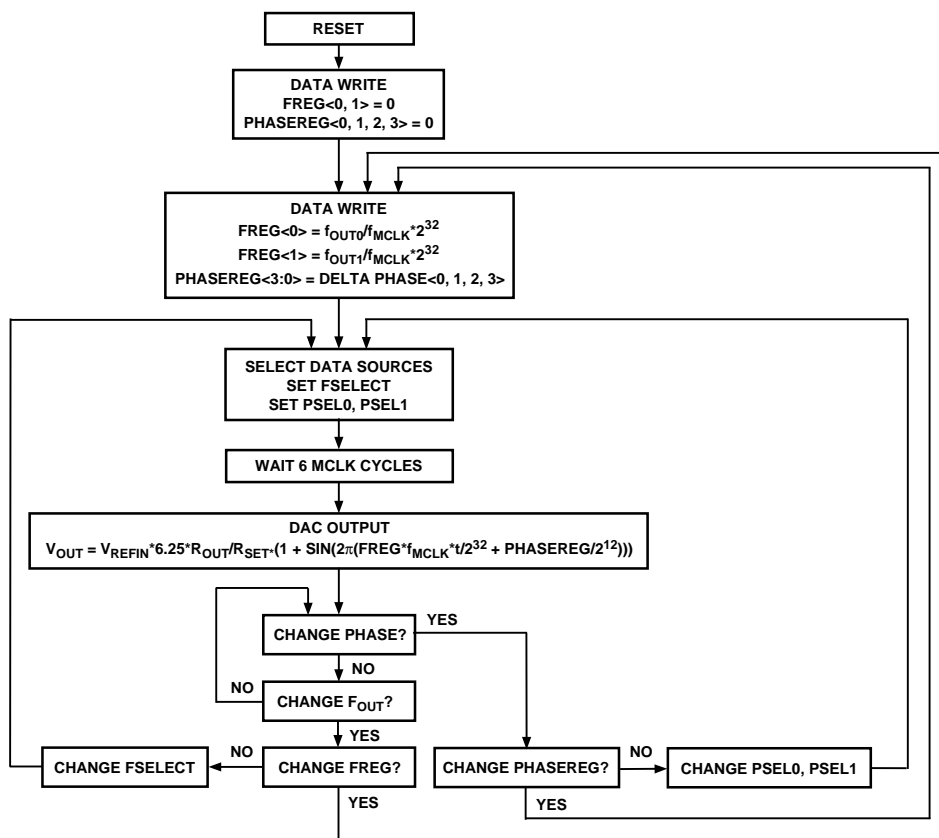 RESET
DATA WRITE
FREG<0, 1> = 0
PHASEREG<0, 1, 2, 3> = 0
DATA WRITE
FREG<0> = fOUT0/fMCLK*2^32
FREG<1> = fOUT1/fMCLK*2^32
PHASEREG<3:0> = DELTA PHASE<0, 1, 2, 3>
SELECT DATA SOURCES
SET FSELECT
SET PSEL0, PSEL1
WAIT 6 MCLK CYCLES
DAC OUTPUT
VOUT = VREFIN*6.25*ROUT/RSET*(1 + SIN(2π(FREG*fMCLK*t/2^32 + PHASEREG/2^12)))
CHANGE PHASE?
YES
NO
NO
CHANGE FOUT?
YES
CHANGE FSELECT
NO
CHANGE FREG?
YES
CHANGE PHASEREG?
NO
CHANGE PSEL0, PSEL1
YES